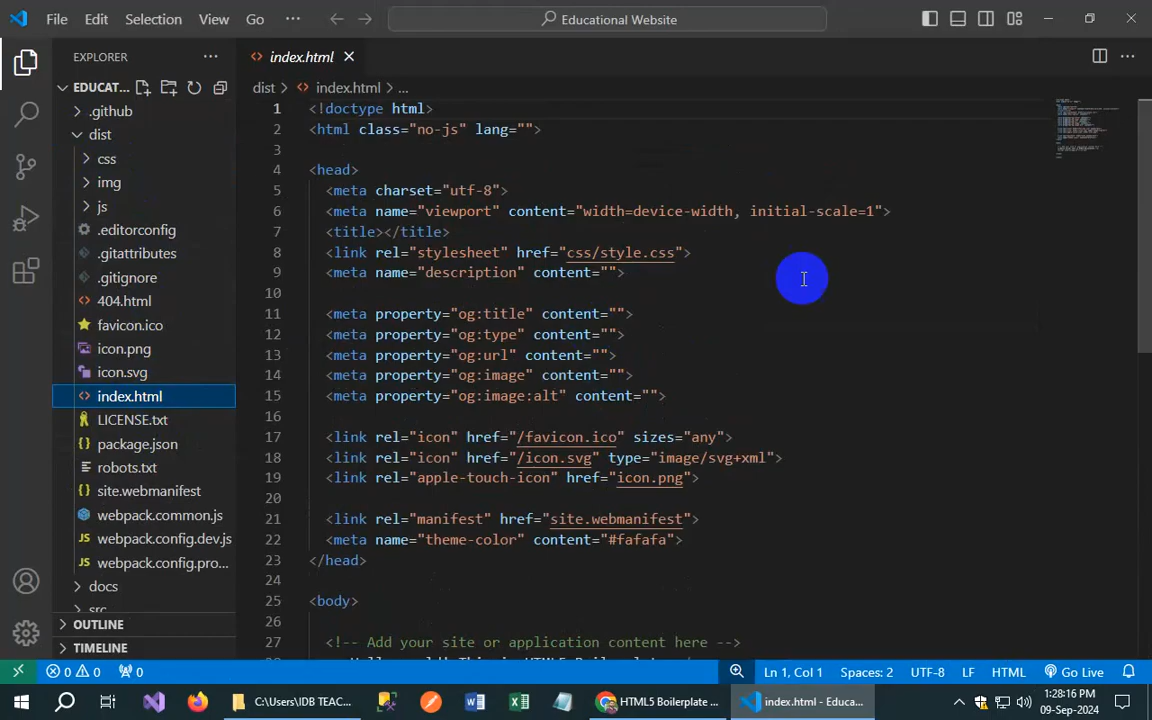 File Edit Selection View Go ··· Educational Website
EXPLORER ···
index.html
EDUCAT...
dist > index.html > ...
.github
dist
css
img
js
.editorconfig
.gitattributes
.gitignore
404.html
favicon.ico
icon.png
icon.svg
index.html
LICENSE.txt
package.json
robots.txt
site.webmanifest
webpack.common.js
webpack.config.dev.js
webpack.config.pro...
docs
src
OUTLINE
TIMELINE
1 <!doctype html>
2 <html class="no-js" lang="">
3
4 <head>
5 <meta charset="utf-8">
6 <meta name="viewport" content="width=device-width, initial-scale=1">
7 <title></title>
8 <link rel="stylesheet" href="css/style.css">
9 <meta name="description" content="">
10
11 <meta property="og:title" content="">
12 <meta property="og:type" content="">
13 <meta property="og:url" content="">
14 <meta property="og:image" content="">
15 <meta property="og:image:alt" content="">
16
17 <link rel="icon" href="/favicon.ico" sizes="any">
18 <link rel="icon" href="/icon.svg" type="image/svg+xml">
19 <link rel="apple-touch-icon" href="icon.png">
20
21 <link rel="manifest" href="site.webmanifest">
22 <meta name="theme-color" content="#fafafa">
23 </head>
24
25 <body>
26
27 <!-- Add your site or application content here -->
0 0 0 Ln 1, Col 1 Spaces: 2 UTF-8 LF HTML Go Live
C:\Users\IDB TEAC... HTML5 Boilerplate ... index.html - Educa... 1:28:16 PM
09-Sep-2024